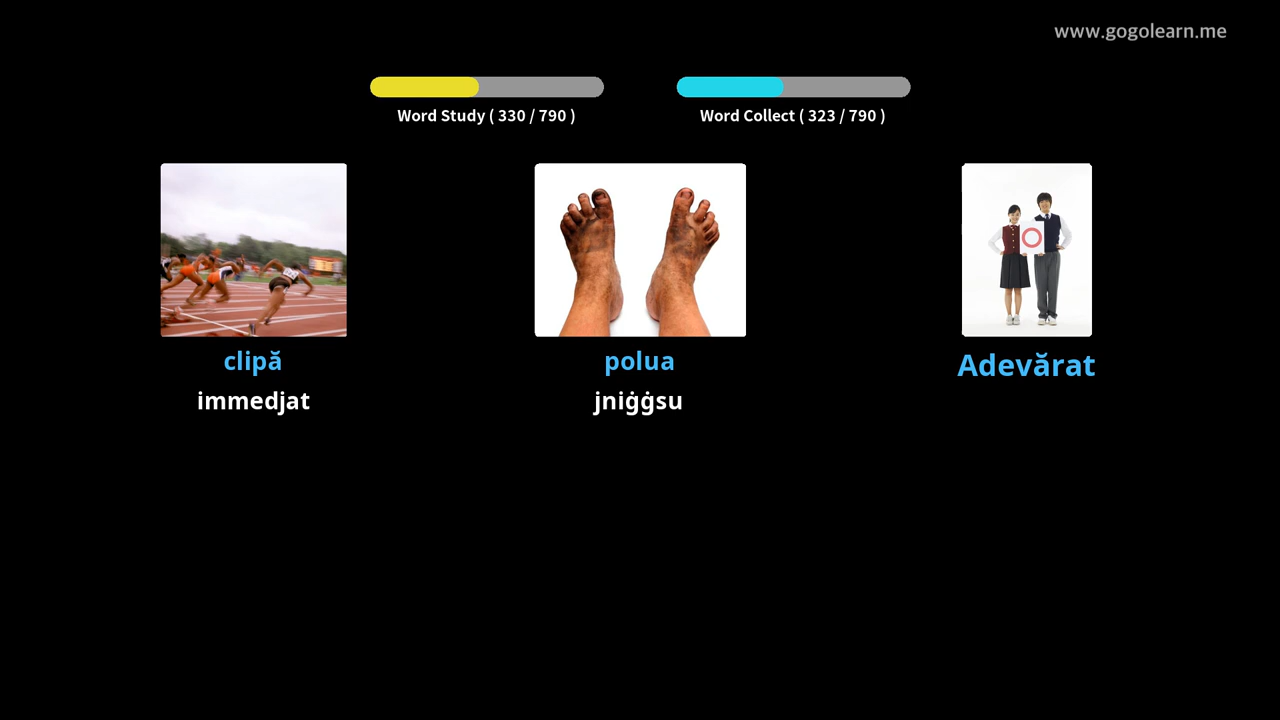 www.gogolearn.me
Word Study ( 330 / 790 )
Word Collect ( 323 / 790 )
clipă
polua
Adevărat
immedjat
jniġġsu